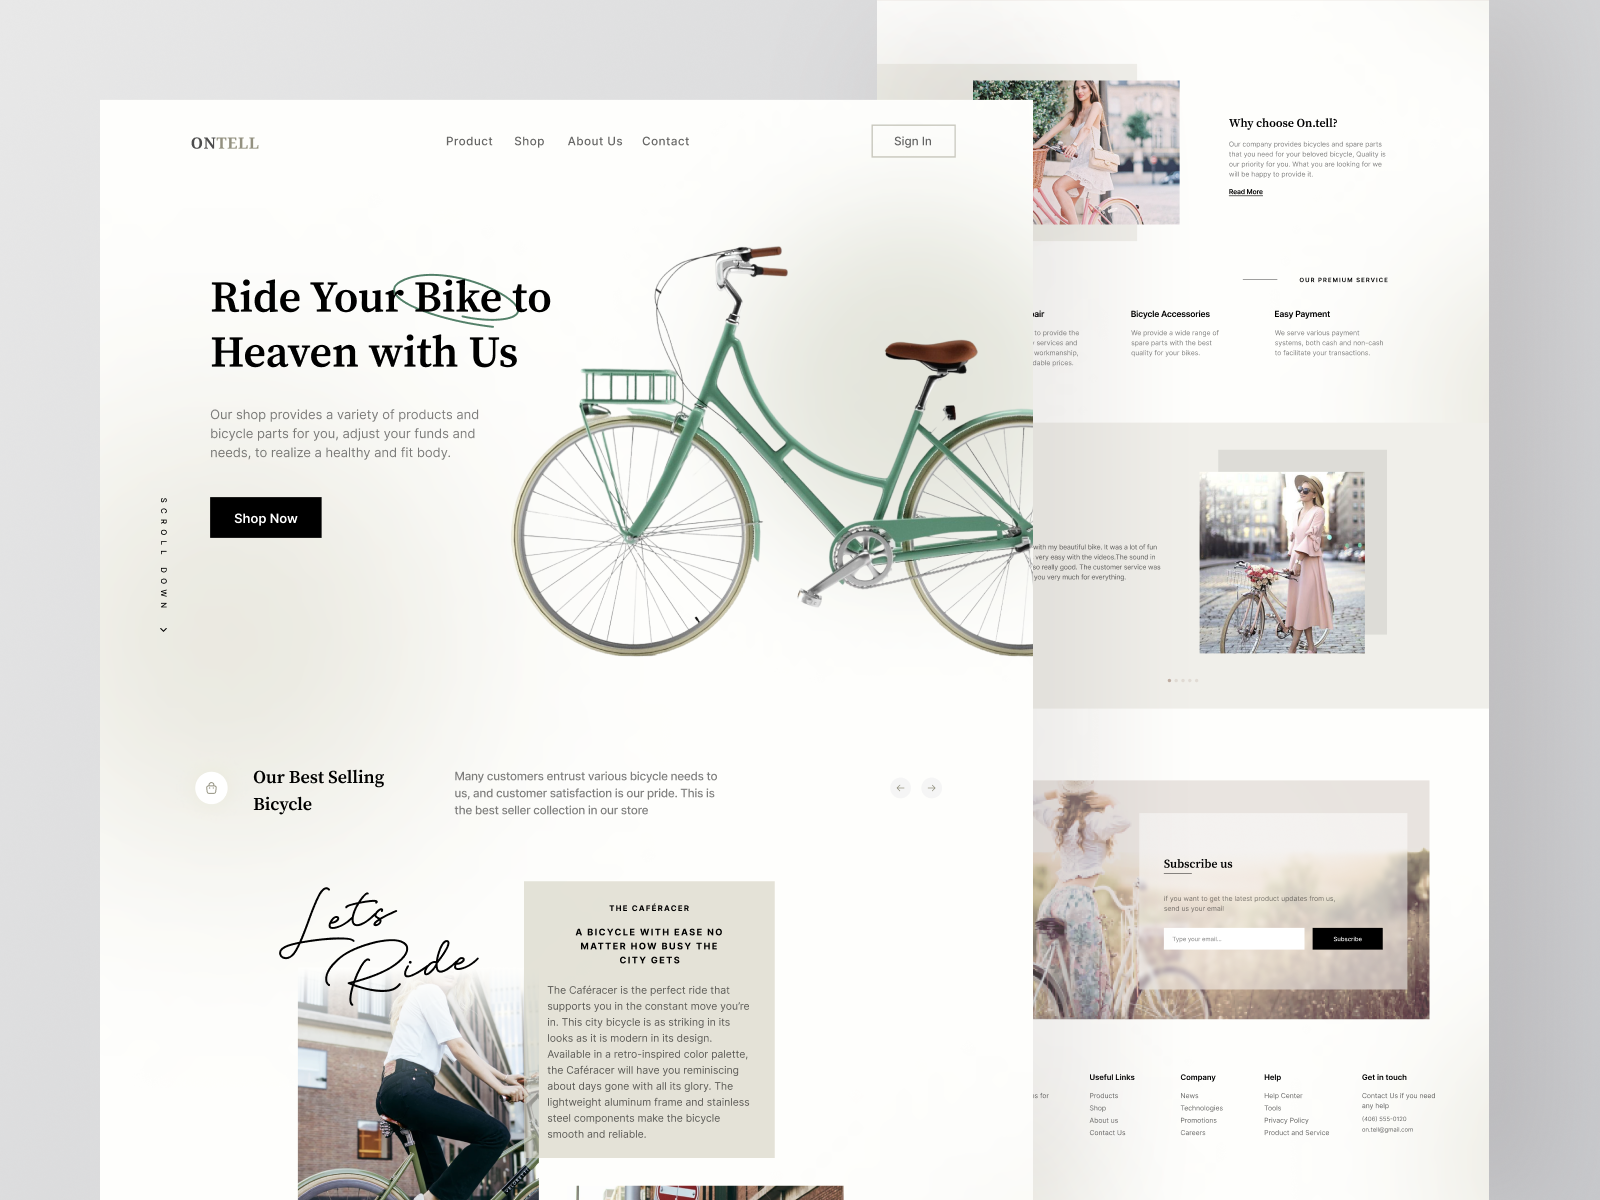 ONTELL
Product Shop About Us Contact
Sign In
Ride Your Bike to
Heaven with Us
Our shop provides a variety of products and
bicycle parts for you, adjust your funds and
needs, to realize a healthy and fit body.
Shop Now
SCROLL DOWN
Our Best Selling
Bicycle
Many customers entrust various bicycle needs to
us, and customer satisfaction is our pride. This is
the best seller collection in our store
Lets
Ride
THE CAFÉRACER
A BICYCLE WITH EASE NO
MATTER HOW BUSY THE
CITY GETS
The Caféracer is the perfect ride that
supports you in the constant move you're
in. This city bicycle is as striking in its
looks as it is modern in its design.
Available in a retro-inspired color palette,
the Caféracer will have you reminiscing
about days gone with all its glory. The
lightweight aluminum frame and stainless
steel components make the bicycle
smooth and reliable.
Why choose On.tell?
Our company provides bicycles and spare parts
that you need for your beloved bicycle, Quality is
our priority for you. What you are looking for we
will be happy to provide it.
Read More
OUR PREMIUM SERVICE
air
to provide the
services and
workmanship,
dable prices.
Bicycle Accessories
We provide a wide range of
spare parts with the best
quality for your bikes.
Easy Payment
We serve various payment
systems, both cash and non-cash
to facilitate your transactions.
with my beautiful bike. it was a lot of fun
very easy with the videos.The sound in
so really good. The customer service was
you very much for everything.
Subscribe us
If you want to get the latest product updates from us,
send us your email
Type your email...
Subscribe
s for
Useful Links
Products
Shop
About us
Contact Us
Company
News
Technologies
Promotions
Careers
Help
Help Center
Tools
Privacy Policy
Product and Service
Get in touch
Contact Us if you need
any help
(406) 555-0120
on.tell@gmail.com